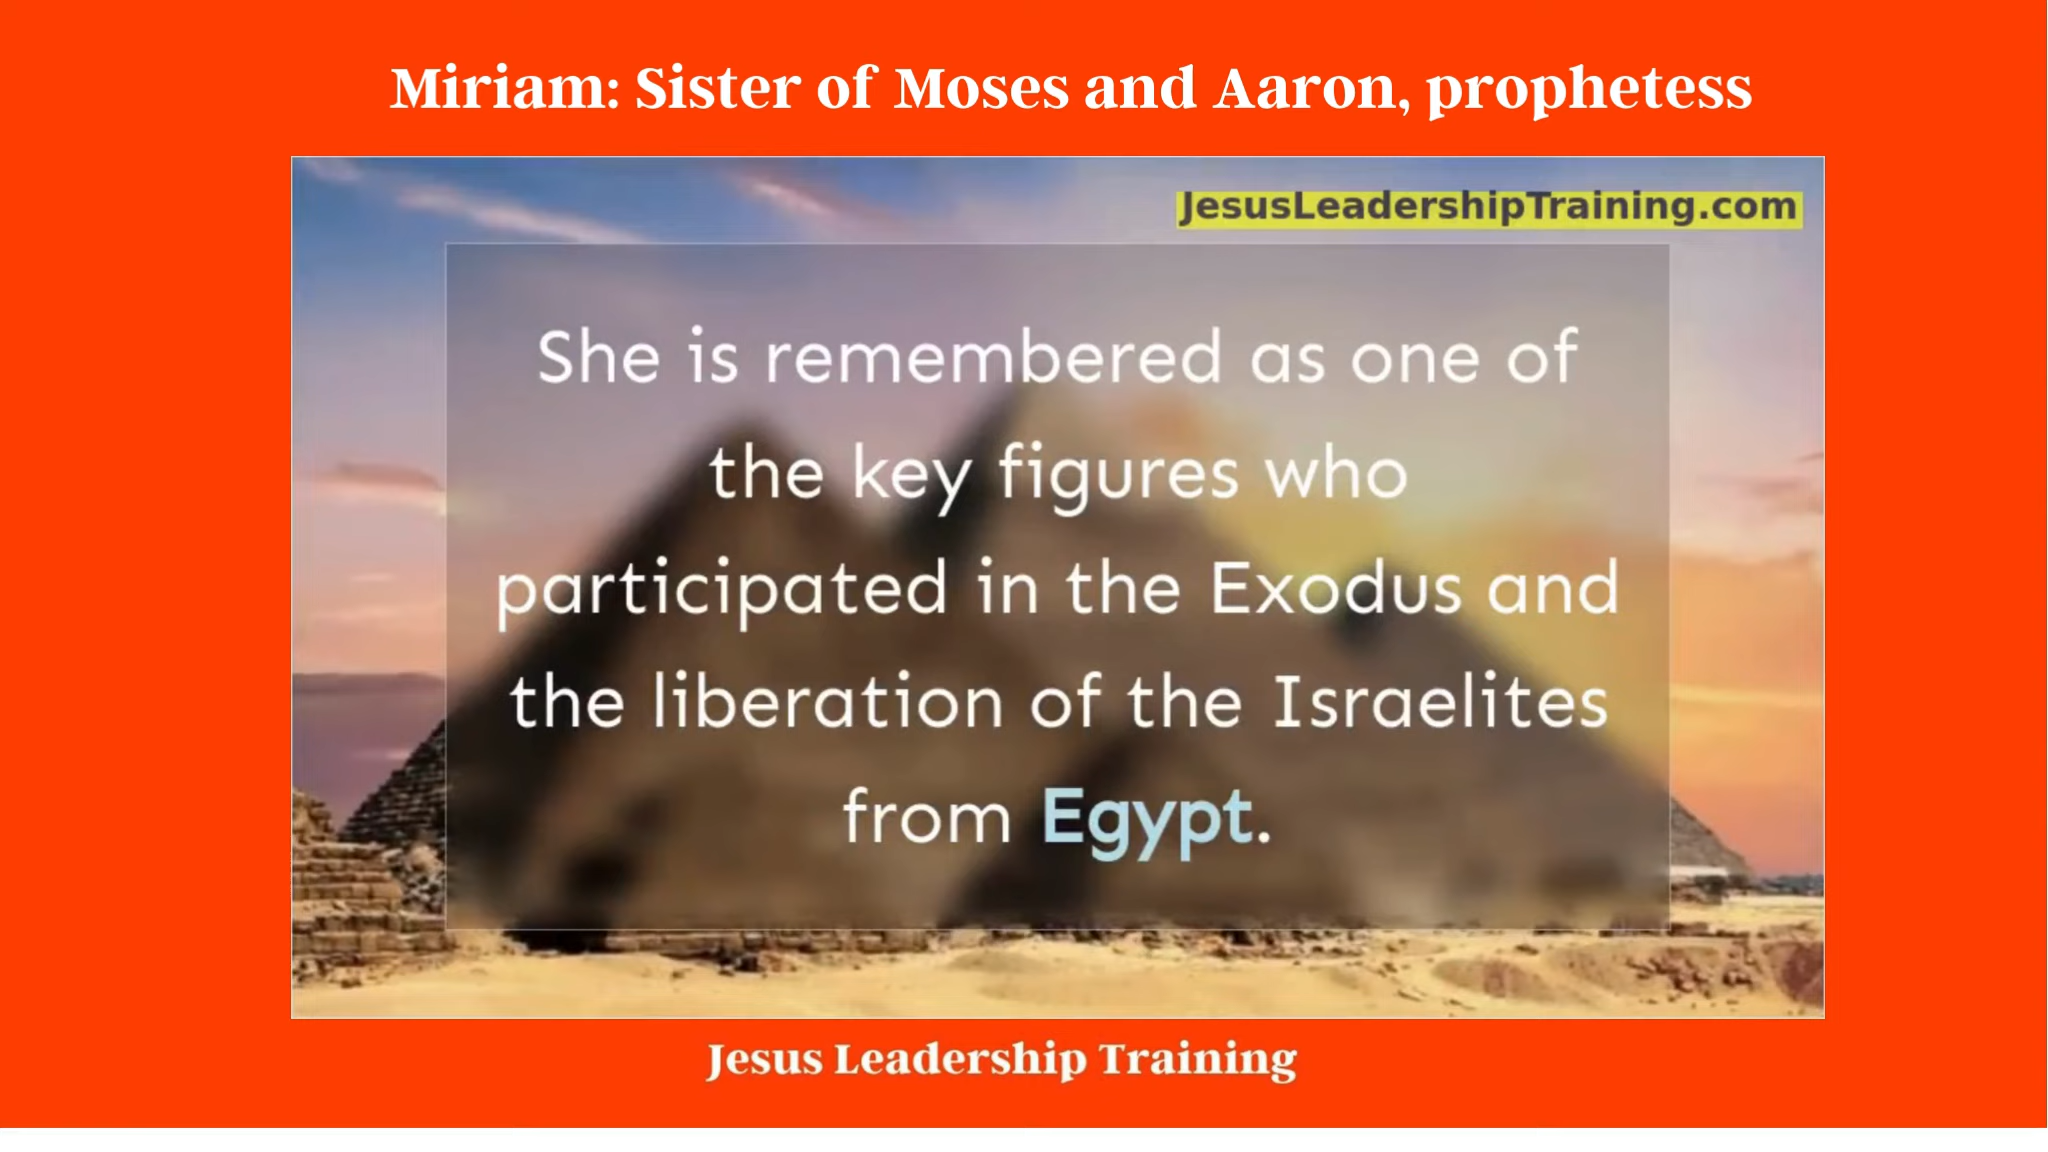 Miriam: Sister of Moses and Aaron, prophetess
JesusLeadershipTraining.com
She is remembered as one of
the key figures who
participated in the Exodus and
the liberation of the Israelites
from Egypt.
Jesus Leadership Training